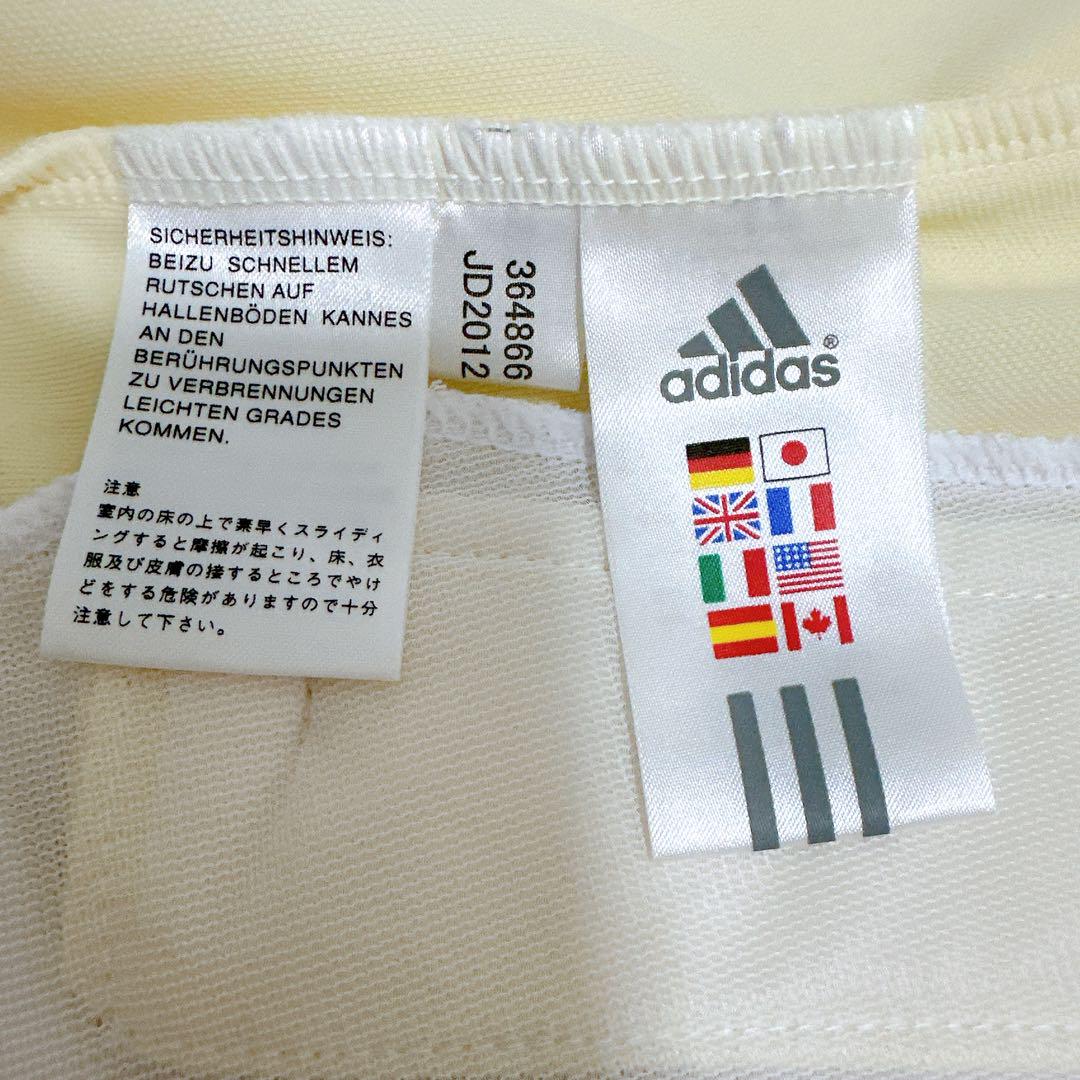 SICHERHEITSHINWEIS:
BEIZU SCHNELLEM
RUTSCHEN AUF
HALLENBÖDEN KANNES
AN DEN
BERÜHRUNGSPUNKTEN
ZU VERBRENNUNGEN
LEICHTEN GRADES
KOMMEN.
注意
室内の床の上で素早くスライディ
ングすると摩擦が起こり、床、衣
服及び皮膚の接するところでやけ
どをする危険がありますので十分
注意して下さい。
364866
JD2012
adidas®